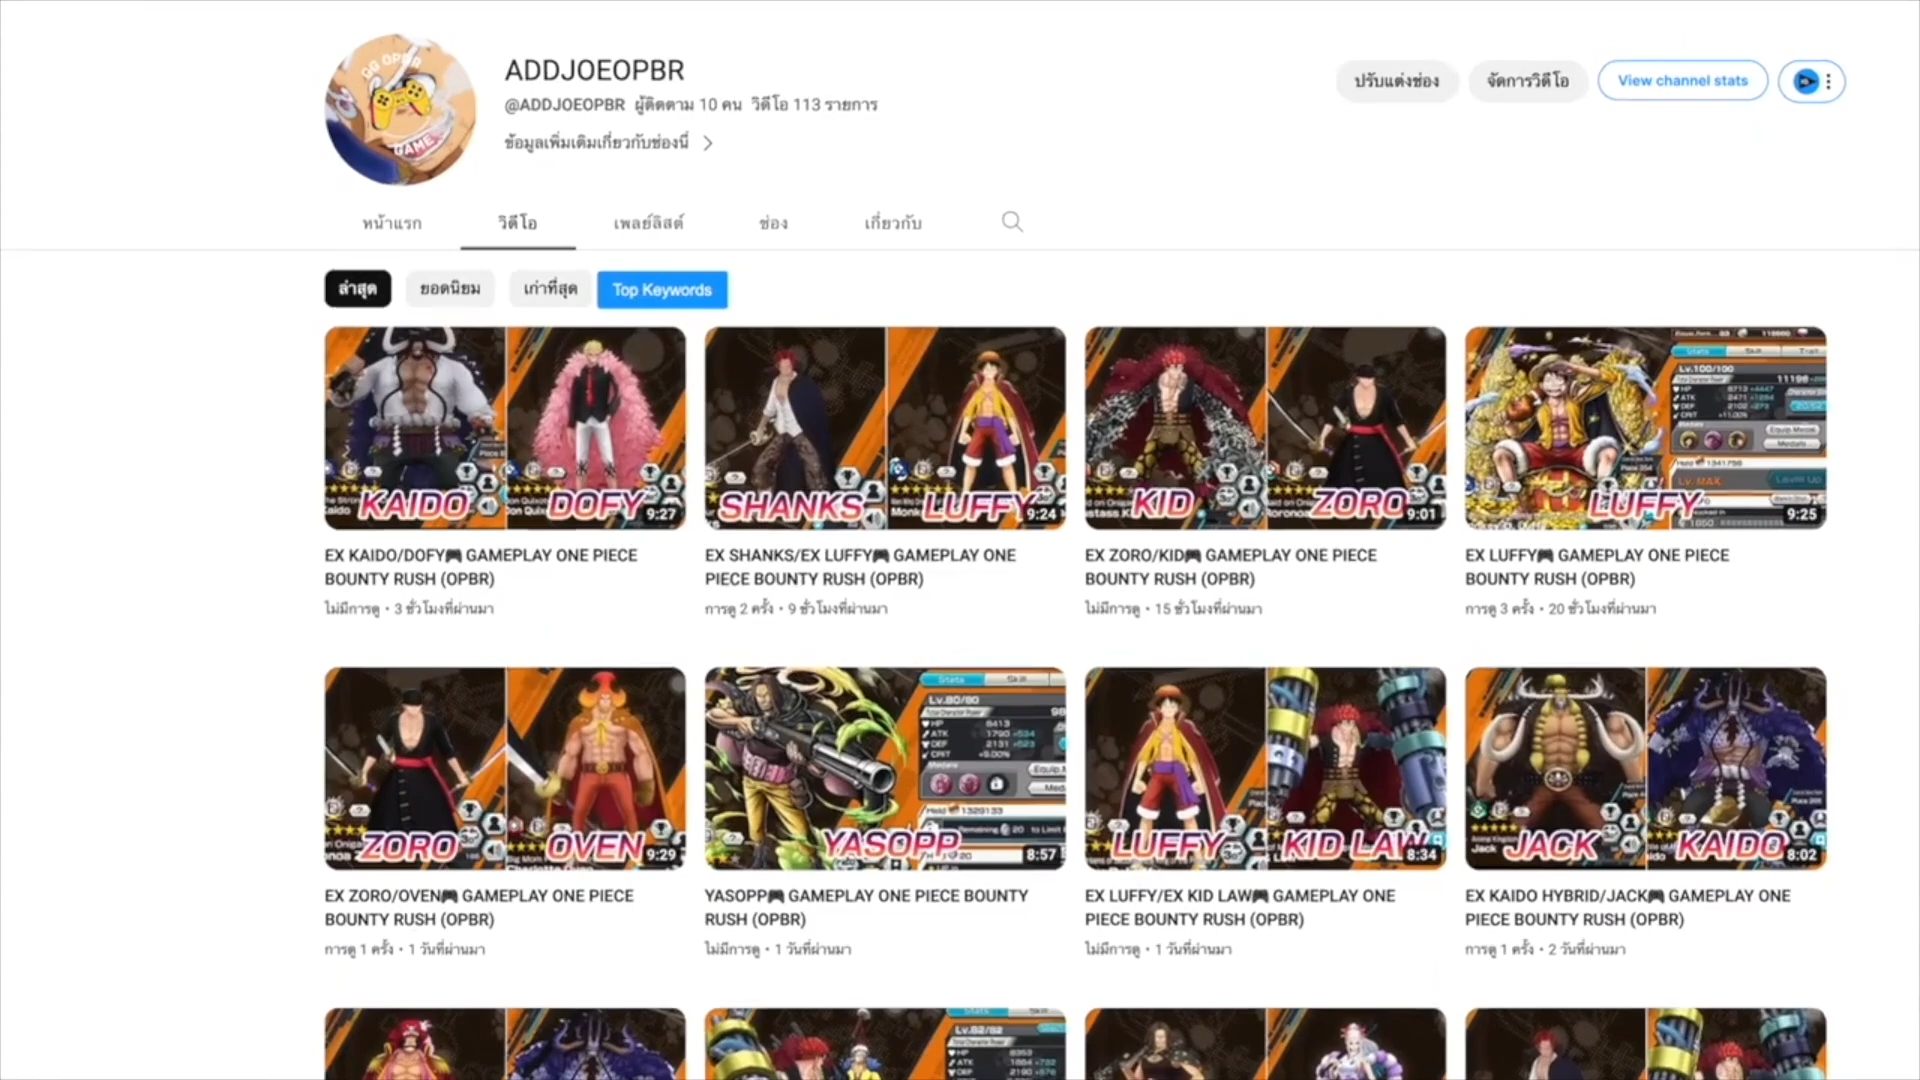 GG OPBR
GAME
ADDJOEOPBR
@ADDJOEOPBR ผู้ติดตาม 10 คน วิดีโอ 113 รายการ
ข้อมูลเพิ่มเติมเกี่ยวกับช่องนี้
ปรับแต่งช่อง จัดการวิดีโอ View channel stats
หน้าแรก วิดีโอ เพลย์ลิสต์ ช่อง เกี่ยวกับ
ล่าสุด ยอดนิยม เก่าที่สุด Top Keywords
KAIDO DOFY 9:27
SHANKS LUFFY 9:24
KID ZORO 9:01
Stats Skill
Lv.100/100
LUFFY 9:25
EX KAIDO/DOFY🎮 GAMEPLAY ONE PIECE
BOUNTY RUSH (OPBR)
ไม่มีการดู • 3 ชั่วโมงที่ผ่านมา
EX SHANKS/EX LUFFY🎮 GAMEPLAY ONE
PIECE BOUNTY RUSH (OPBR)
การดู 2 ครั้ง • 9 ชั่วโมงที่ผ่านมา
EX ZORO/KID🎮 GAMEPLAY ONE PIECE
BOUNTY RUSH (OPBR)
ไม่มีการดู • 15 ชั่วโมงที่ผ่านมา
EX LUFFY🎮 GAMEPLAY ONE PIECE
BOUNTY RUSH (OPBR)
การดู 3 ครั้ง • 20 ชั่วโมงที่ผ่านมา
ZORO OVEN 9:29
Stats Skill
Lv.80/80
YASOPP 8:57
LUFFY KID LAW 8:34
JACK KAIDO 8:02
EX ZORO/OVEN🎮 GAMEPLAY ONE PIECE
BOUNTY RUSH (OPBR)
การดู 1 ครั้ง • 1 วันที่ผ่านมา
YASOPP🎮 GAMEPLAY ONE PIECE BOUNTY
RUSH (OPBR)
ไม่มีการดู • 1 วันที่ผ่านมา
EX LUFFY/EX KID LAW🎮 GAMEPLAY ONE
PIECE BOUNTY RUSH (OPBR)
ไม่มีการดู • 1 วันที่ผ่านมา
EX KAIDO HYBRID/JACK🎮 GAMEPLAY ONE
PIECE BOUNTY RUSH (OPBR)
การดู 1 ครั้ง • 2 วันที่ผ่านมา
Lv.82/82